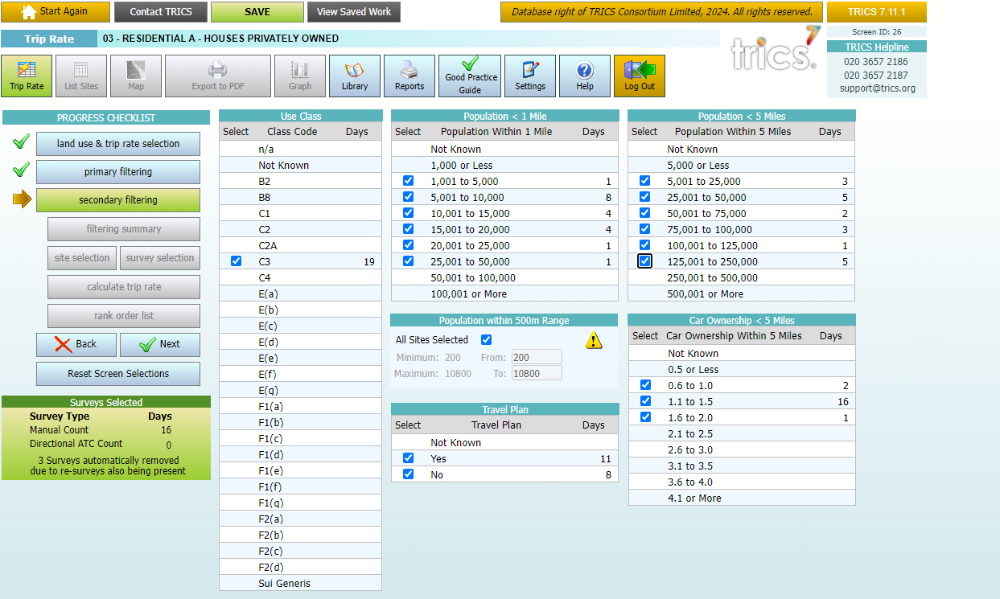 Start Again
Contact TRICS
SAVE
View Saved Work
Database right of TRICS Consortium Limited, 2024. All rights reserved.
TRICS 7.11.1
Trip Rate
03 - RESIDENTIAL A - HOUSES PRIVATELY OWNED
trics 7 ®
Screen ID: 26
TRICS Helpline
020 3657 2186
020 3657 2187
support@trics.org
Trip Rate
List Sites
Map
Export to PDF
Graph
Library
Reports
Good Practice
Guide
Settings
Help
Log Out
PROGRESS CHECKLIST
land use & trip rate selection
primary filtering
secondary filtering
filtering summary
site selection
survey selection
calculate trip rate
rank order list
Back
Next
Reset Screen Selections
Surveys Selected
Survey Type Days
Manual Count 16
Directional ATC Count 0
3 Surveys automatically removed
due to re-surveys also being present
Use Class
Select Class Code Days
n/a
Not Known
B2
B8
C1
C2
C2A
C3 19
C4
E(a)
E(b)
E(c)
E(d)
E(e)
E(f)
E(g)
F1(a)
F1(b)
F1(c)
F1(d)
F1(e)
F1(f)
F1(g)
F2(a)
F2(b)
F2(c)
F2(d)
Sui Generis
Population < 1 Mile
Select Population Within 1 Mile Days
Not Known
1,000 or Less
1,001 to 5,000 1
5,001 to 10,000 8
10,001 to 15,000 4
15,001 to 20,000 4
20,001 to 25,000 1
25,001 to 50,000 1
50,001 to 100,000
100,001 or More
Population within 500m Range
All Sites Selected
Minimum: 200 From: 200
Maximum: 10800 To: 10800
Travel Plan
Select Travel Plan Days
Not Known
Yes 11
No 8
Population < 5 Miles
Select Population Within 5 Miles Days
Not Known
5,000 or Less
5,001 to 25,000 3
25,001 to 50,000 5
50,001 to 75,000 2
75,001 to 100,000 3
100,001 to 125,000 1
125,001 to 250,000 5
250,001 to 500,000
500,001 or More
Car Ownership < 5 Miles
Select Car Ownership Within 5 Miles Days
Not Known
0.5 or Less
0.6 to 1.0 2
1.1 to 1.5 16
1.6 to 2.0 1
2.1 to 2.5
2.6 to 3.0
3.1 to 3.5
3.6 to 4.0
4.1 or More